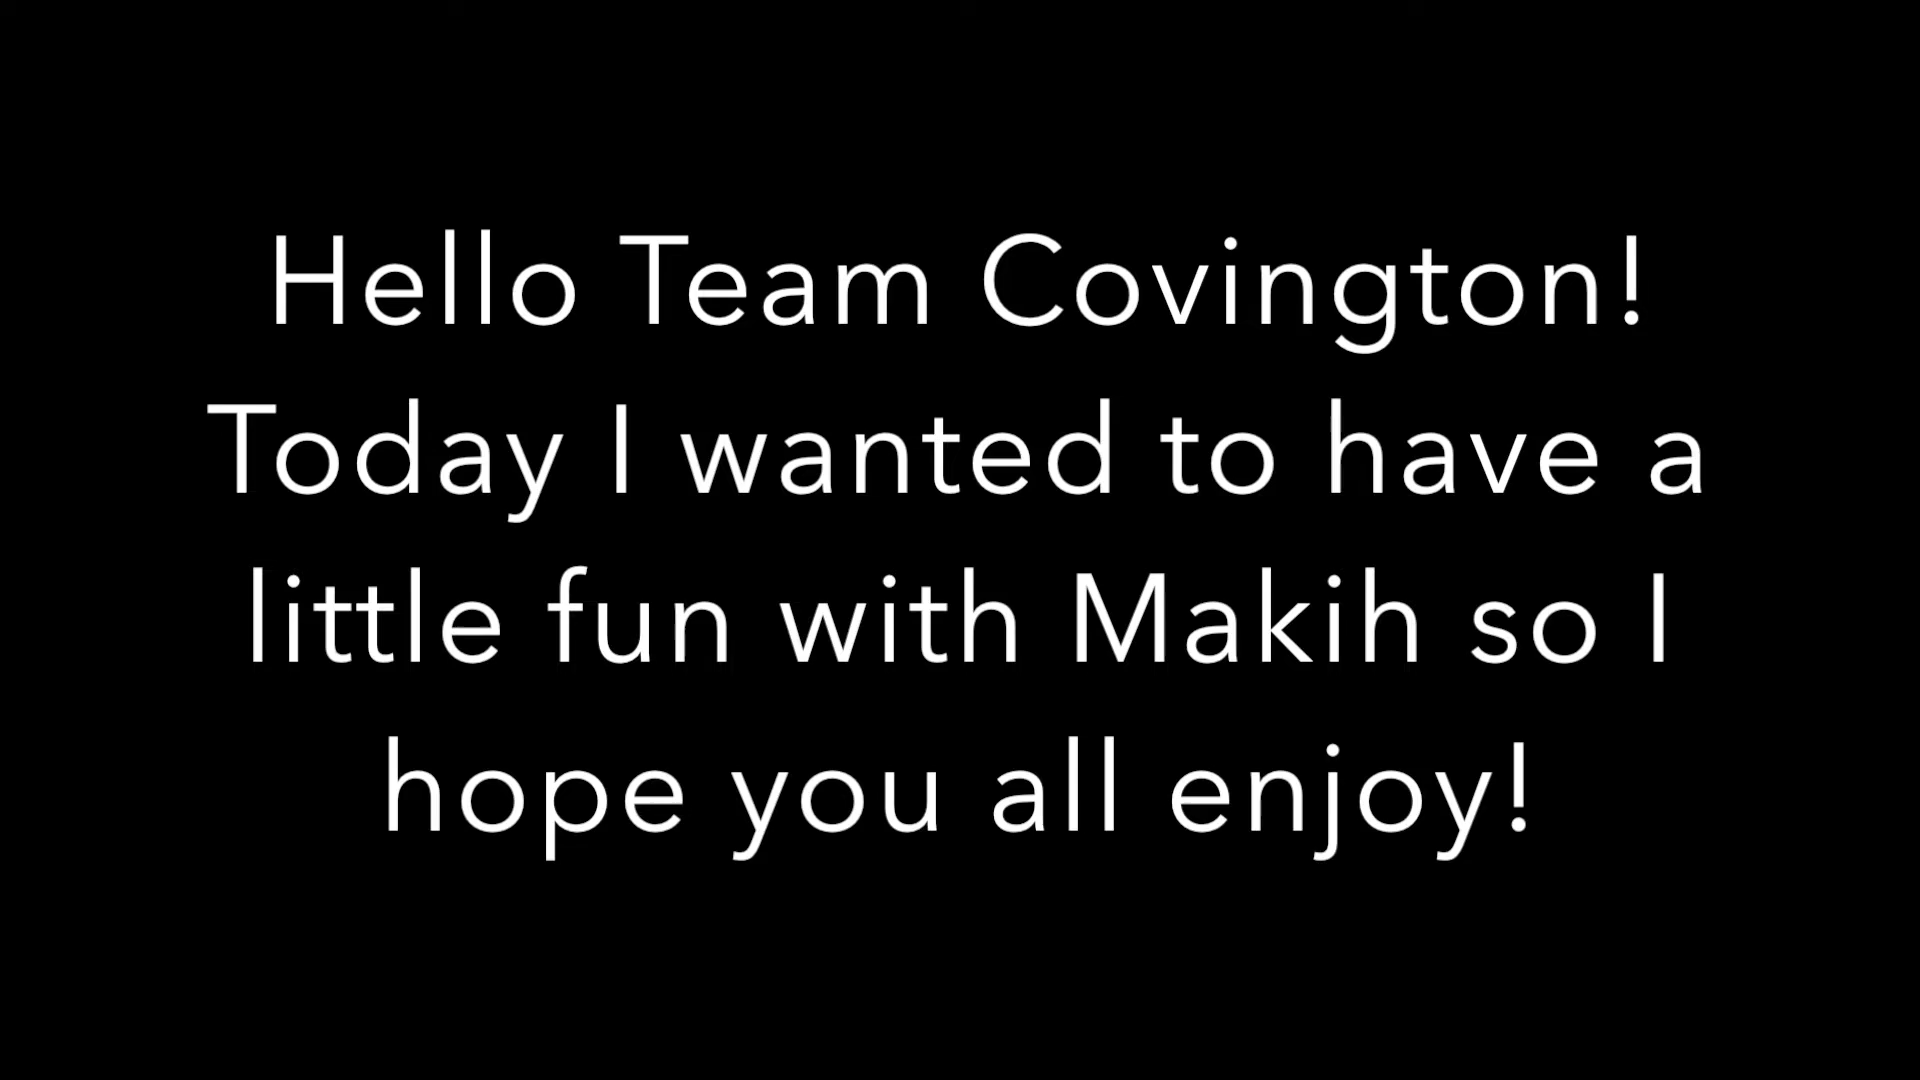 Hello Team Covington!
Today I wanted to have a
little fun with Makih so I
hope you all enjoy!